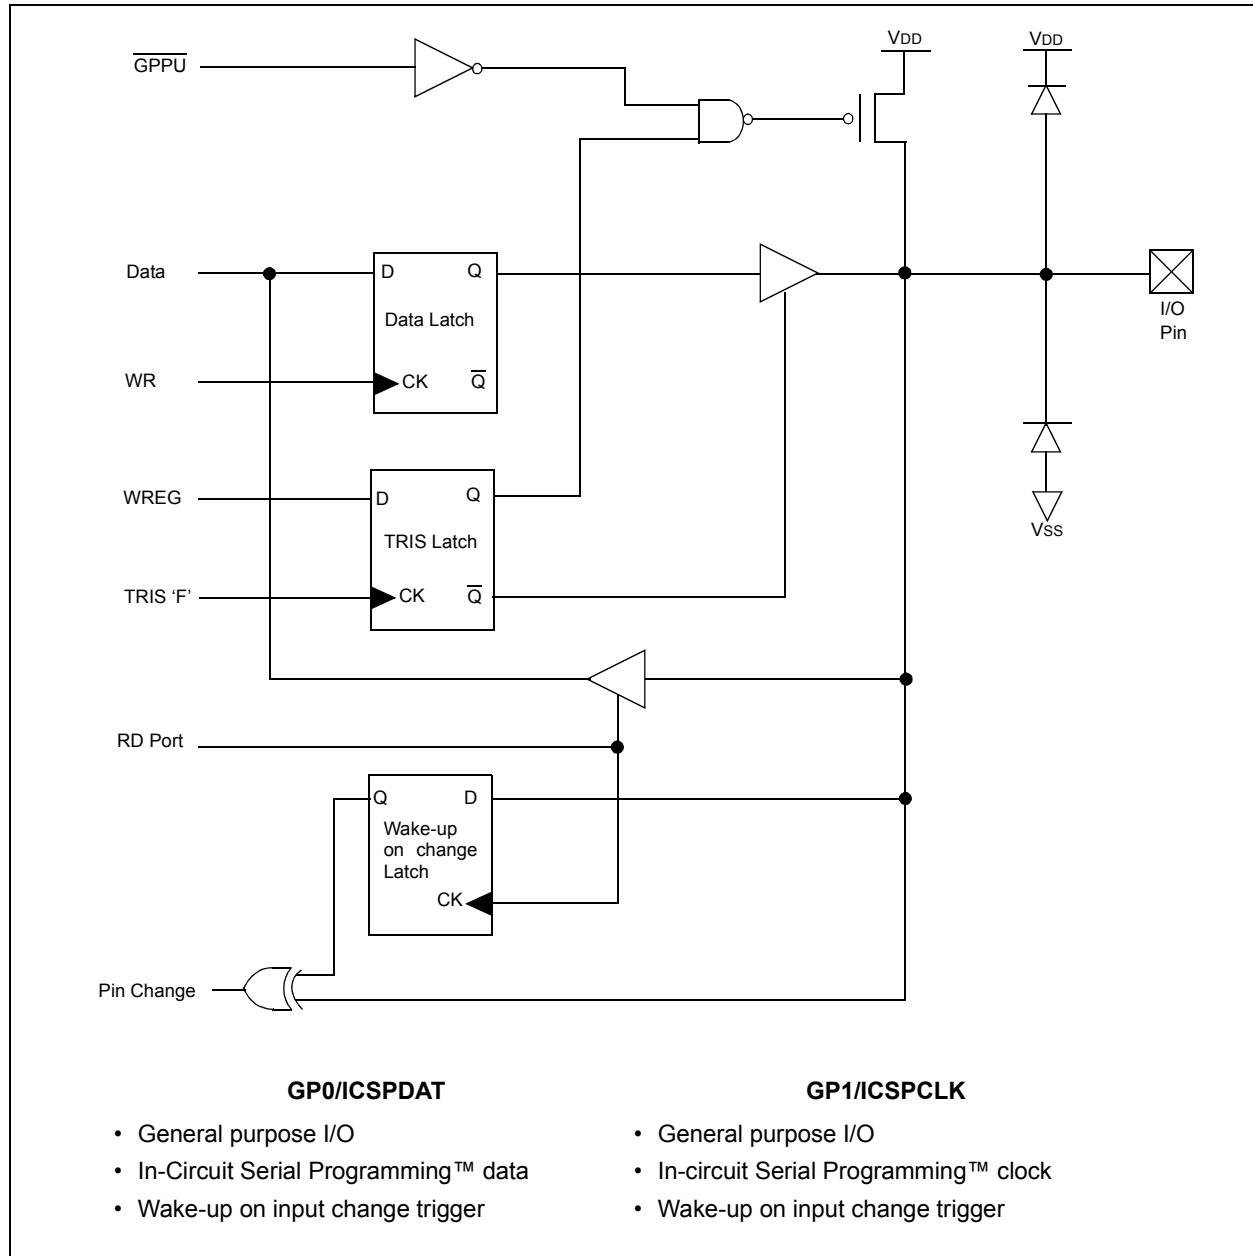 VDD
VDD
GPPU
Data
D
Q
Data Latch
I/O
Pin
WR
CK
Q
WREG
D
Q
TRIS Latch
VSS
TRIS ‘F’
CK
Q
RD Port
Q
D
Wake-up
on change
Latch
CK
Pin Change
GP0/ICSPDAT
• General purpose I/O
• In-Circuit Serial Programming™ data
• Wake-up on input change trigger
GP1/ICSPCLK
• General purpose I/O
• In-circuit Serial Programming™ clock
• Wake-up on input change trigger